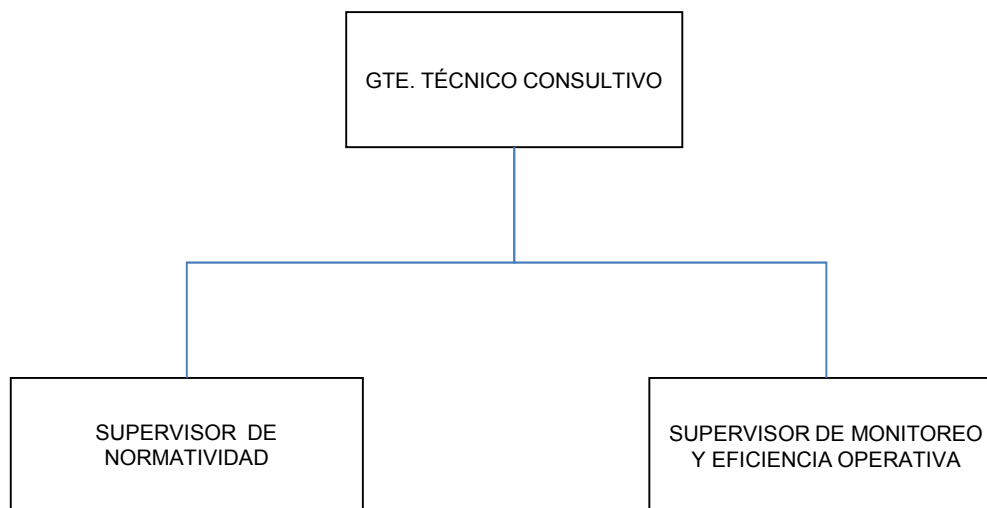 GTE. TÉCNICO CONSULTIVO
SUPERVISOR DE
NORMATIVIDAD
SUPERVISOR DE MONITOREO
Y EFICIENCIA OPERATIVA